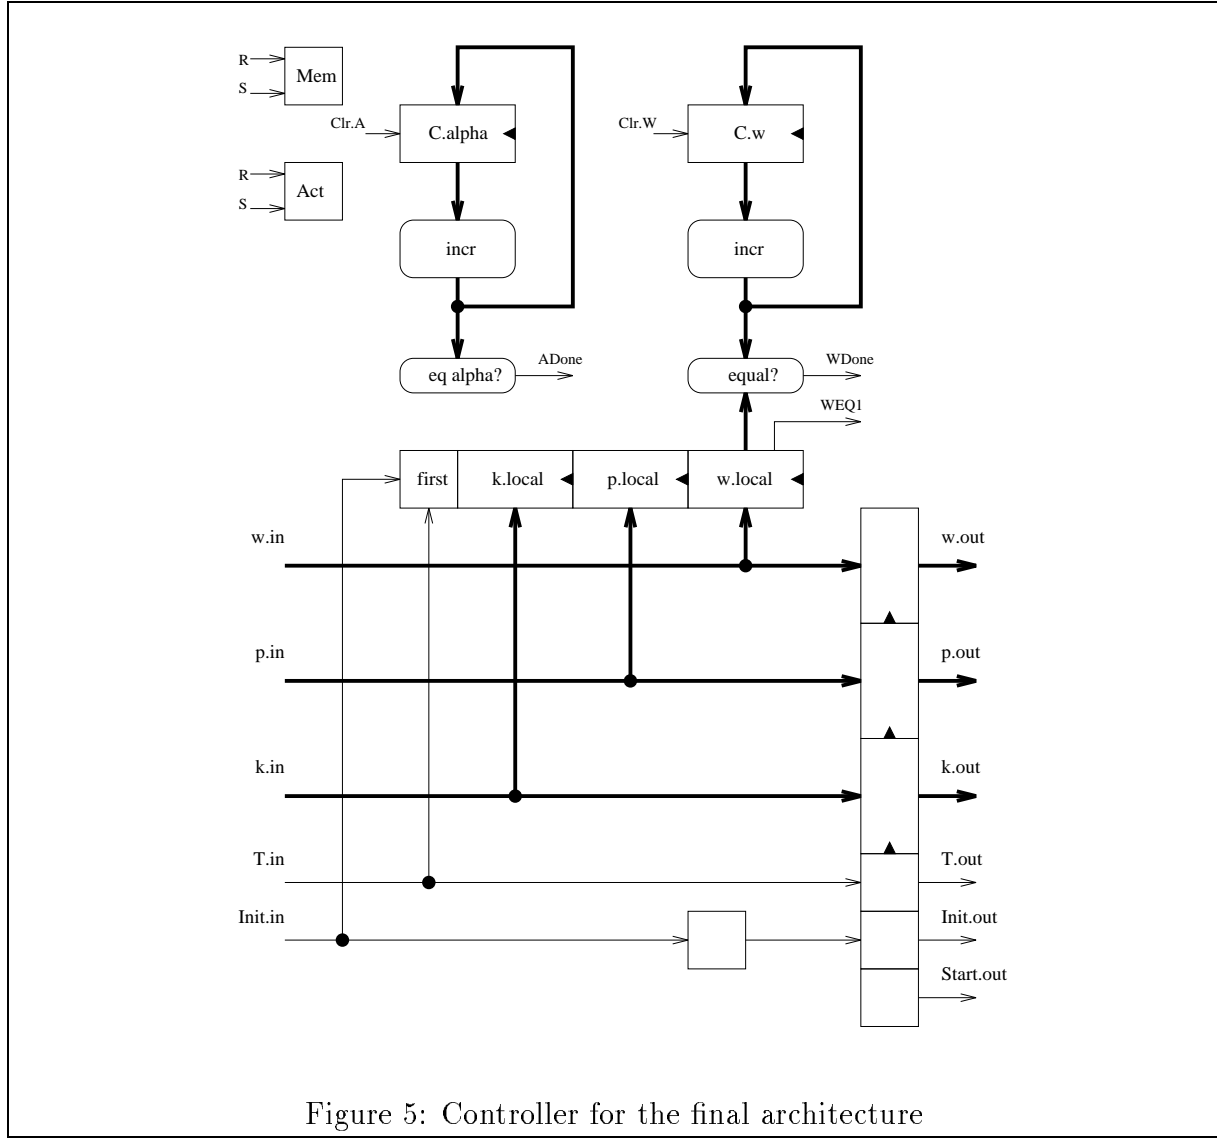 R
S
Mem
Clr.A
C.alpha
Clr.W
C.w
R
S
Act
incr
incr
eq alpha?
ADone
equal?
WDone
WEQ1
first
k.local
p.local
w.local
w.in
w.out
p.in
p.out
k.in
k.out
T.in
T.out
Init.in
Init.out
Start.out
Figure 5: Controller for the final architecture